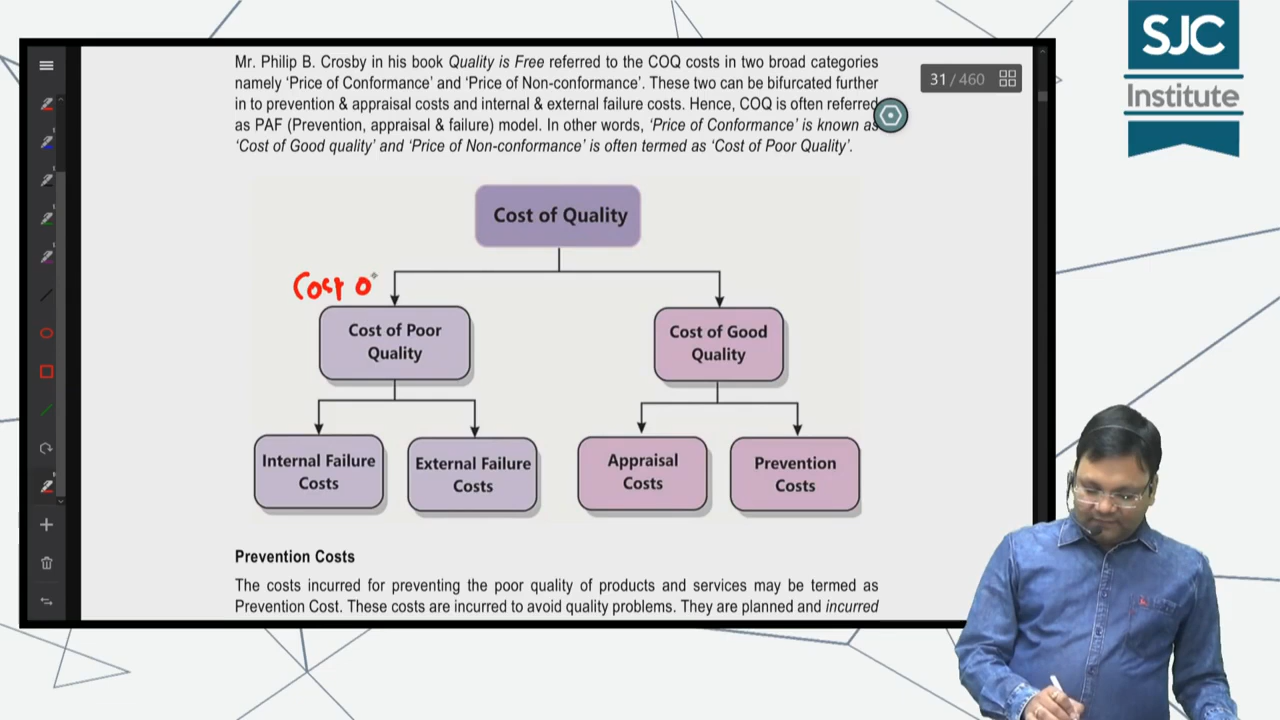 Mr. Philip B. Crosby in his book Quality is Free referred to the COQ costs in two broad categories
namely ‘Price of Conformance’ and ‘Price of Non-conformance’. These two can be bifurcated further
in to prevention & appraisal costs and internal & external failure costs. Hence, COQ is often referred
as PAF (Prevention, appraisal & failure) model. In other words, ‘Price of Conformance’ is known as
‘Cost of Good quality’ and ‘Price of Non-conformance’ is often termed as ‘Cost of Poor Quality’.
31 / 460
SJC
Institute
Cost of Quality
Cost o
Cost of Poor
Quality
Cost of Good
Quality
Internal Failure
Costs
External Failure
Costs
Appraisal
Costs
Prevention
Costs
Prevention Costs
The costs incurred for preventing the poor quality of products and services may be termed as
Prevention Cost. These costs are incurred to avoid quality problems. They are planned and incurred